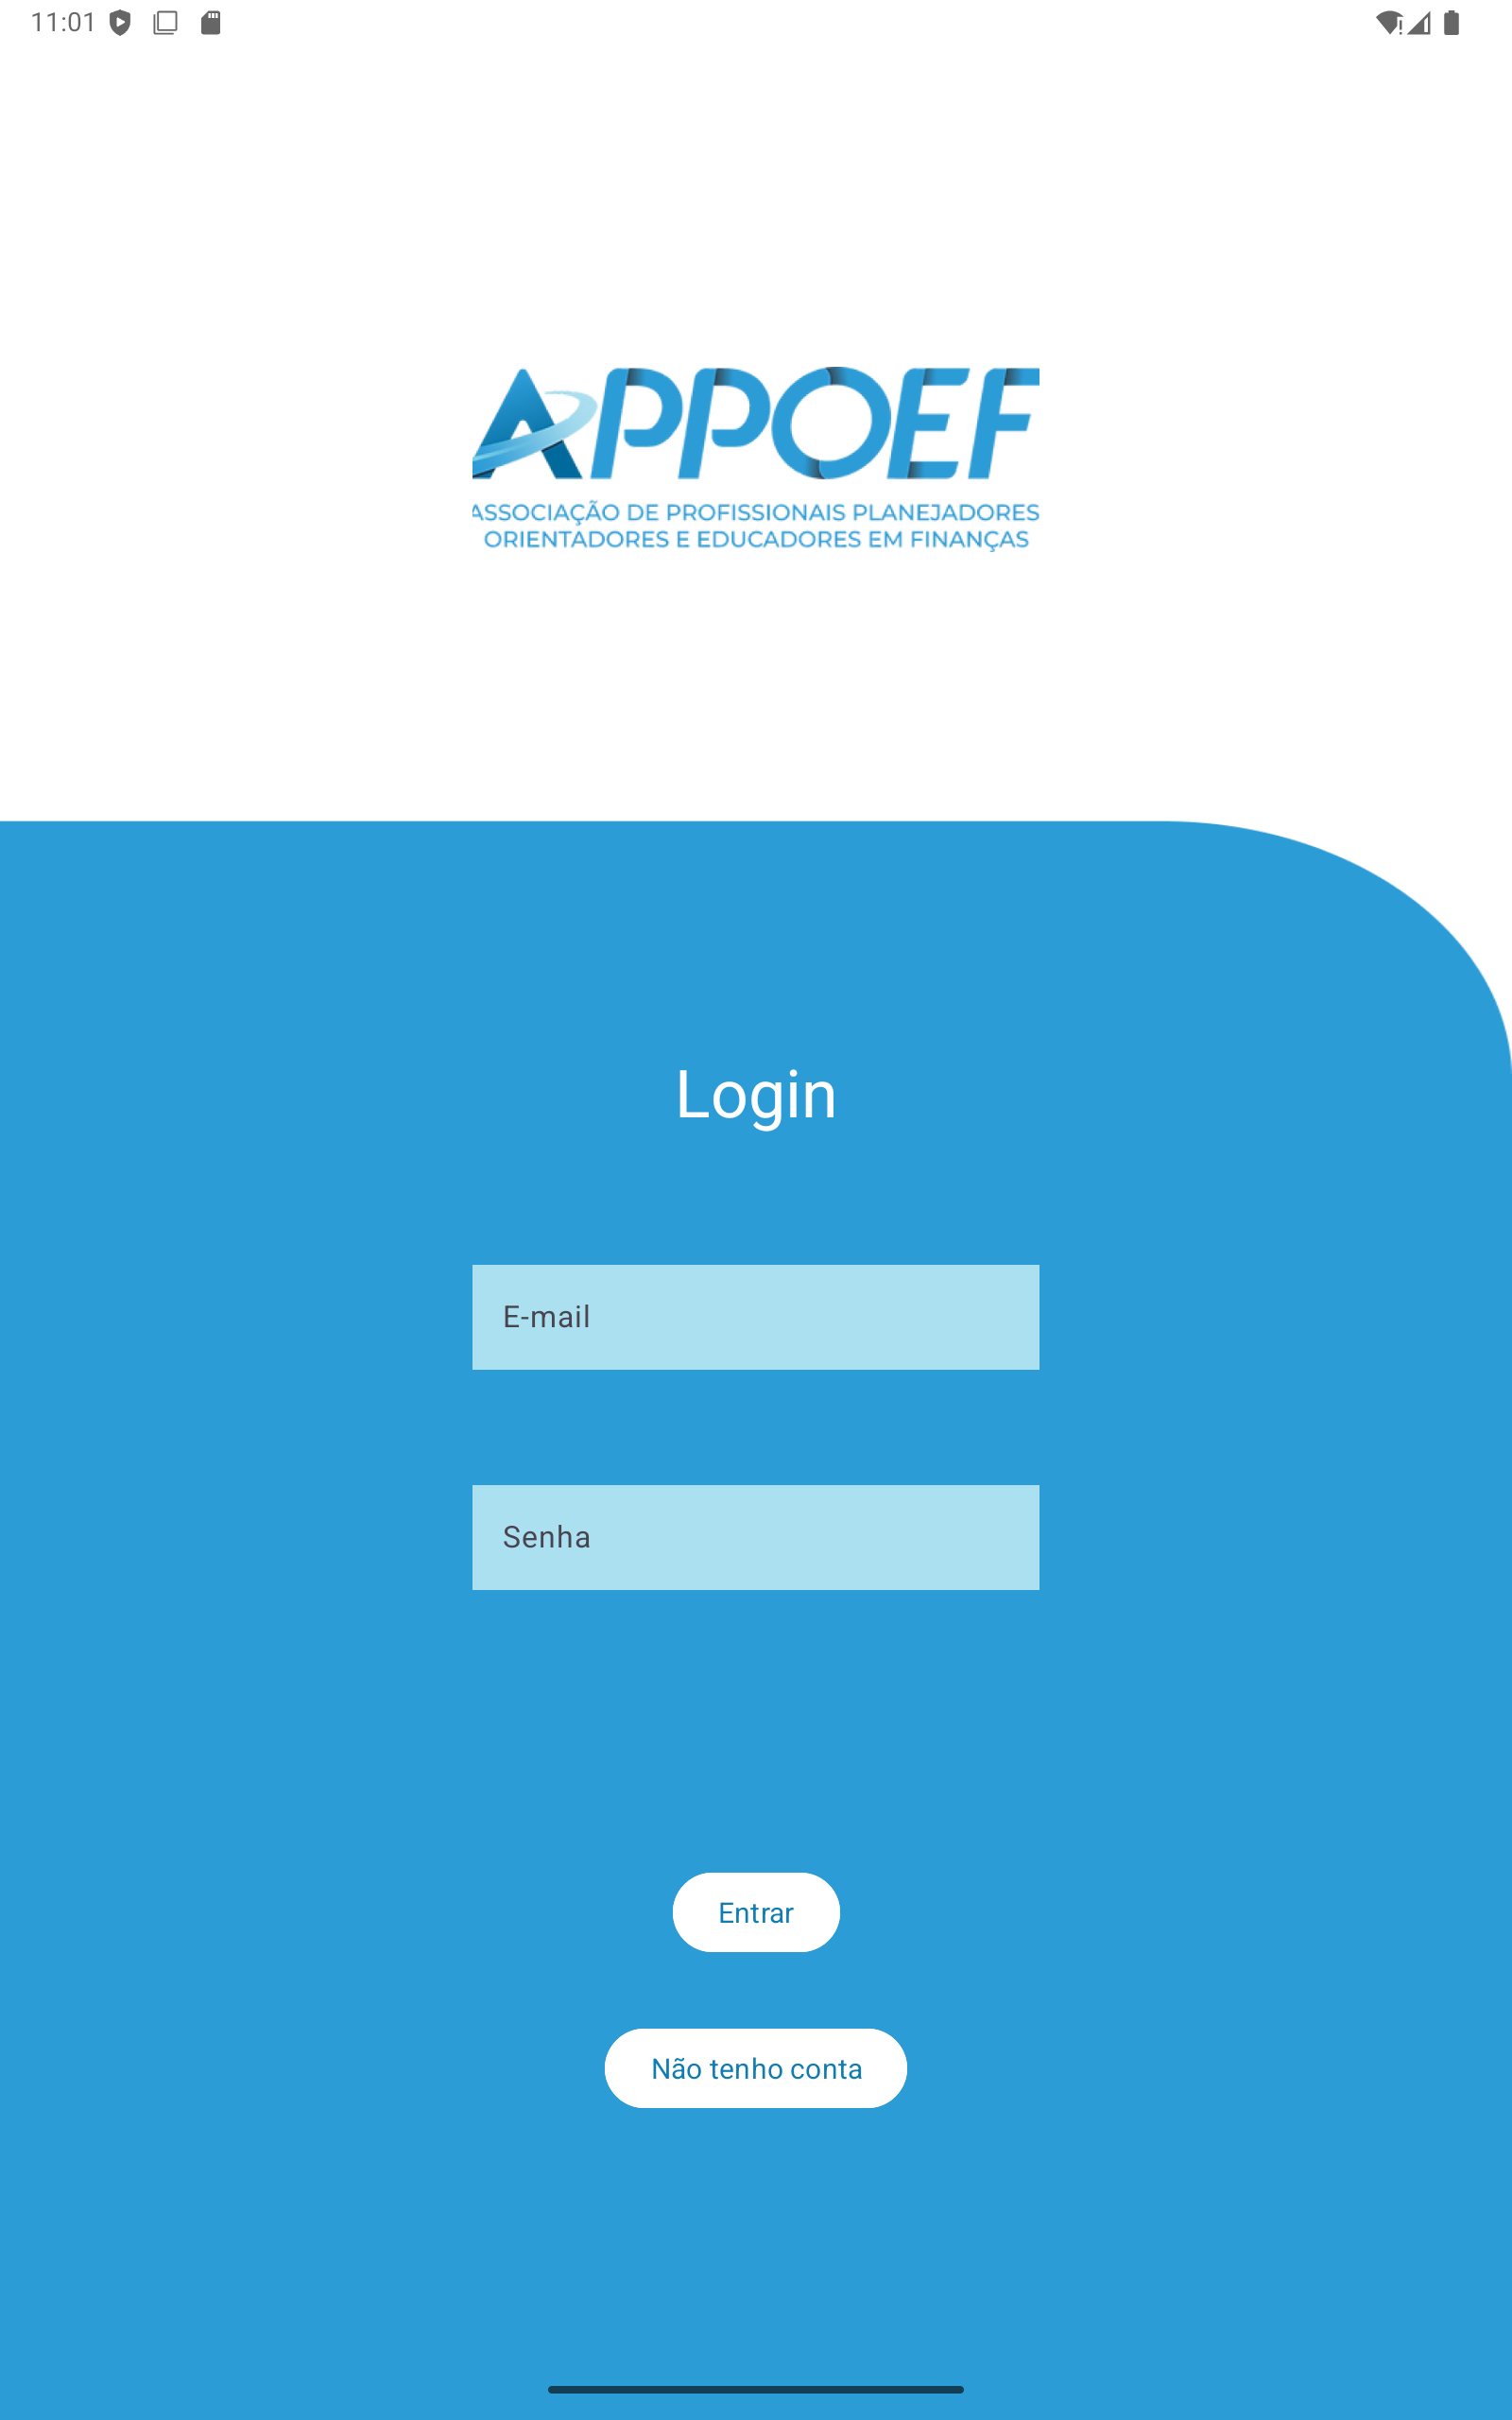 11:01
APPOEF
ASSOCIAÇÃO DE PROFISSIONAIS PLANEJADORES
ORIENTADORES E EDUCADORES EM FINANÇAS
Login
E-mail
Senha
Entrar
Não tenho conta